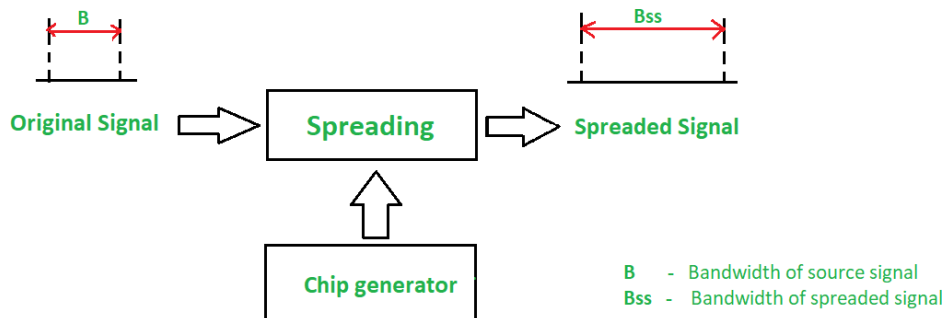 B
Bss
Original Signal
Spreading
Spreaded Signal
Chip generator
B - Bandwidth of source signal
Bss - Bandwidth of spreaded signal